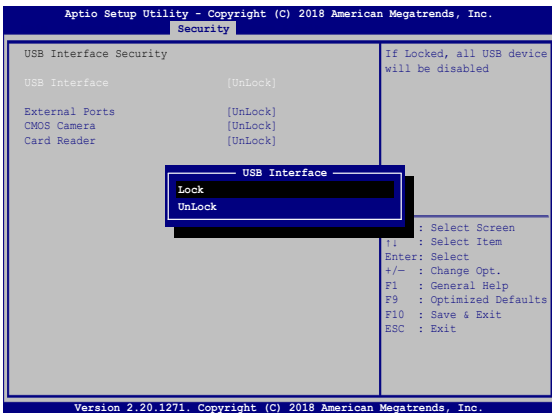 Aptio Setup Utility - Copyright (C) 2018 American Megatrends, Inc.
Security
USB Interface Security
USB Interface [UnLock]
External Ports [UnLock]
CMOS Camera [UnLock]
Card Reader [UnLock]
If Locked, all USB device
will be disabled
USB Interface
Lock
UnLock
: Select Screen
↑↓ : Select Item
Enter: Select
+/— : Change Opt.
F1 : General Help
F9 : Optimized Defaults
F10 : Save & Exit
ESC : Exit
Version 2.20.1271. Copyright (C) 2018 American Megatrends, Inc.